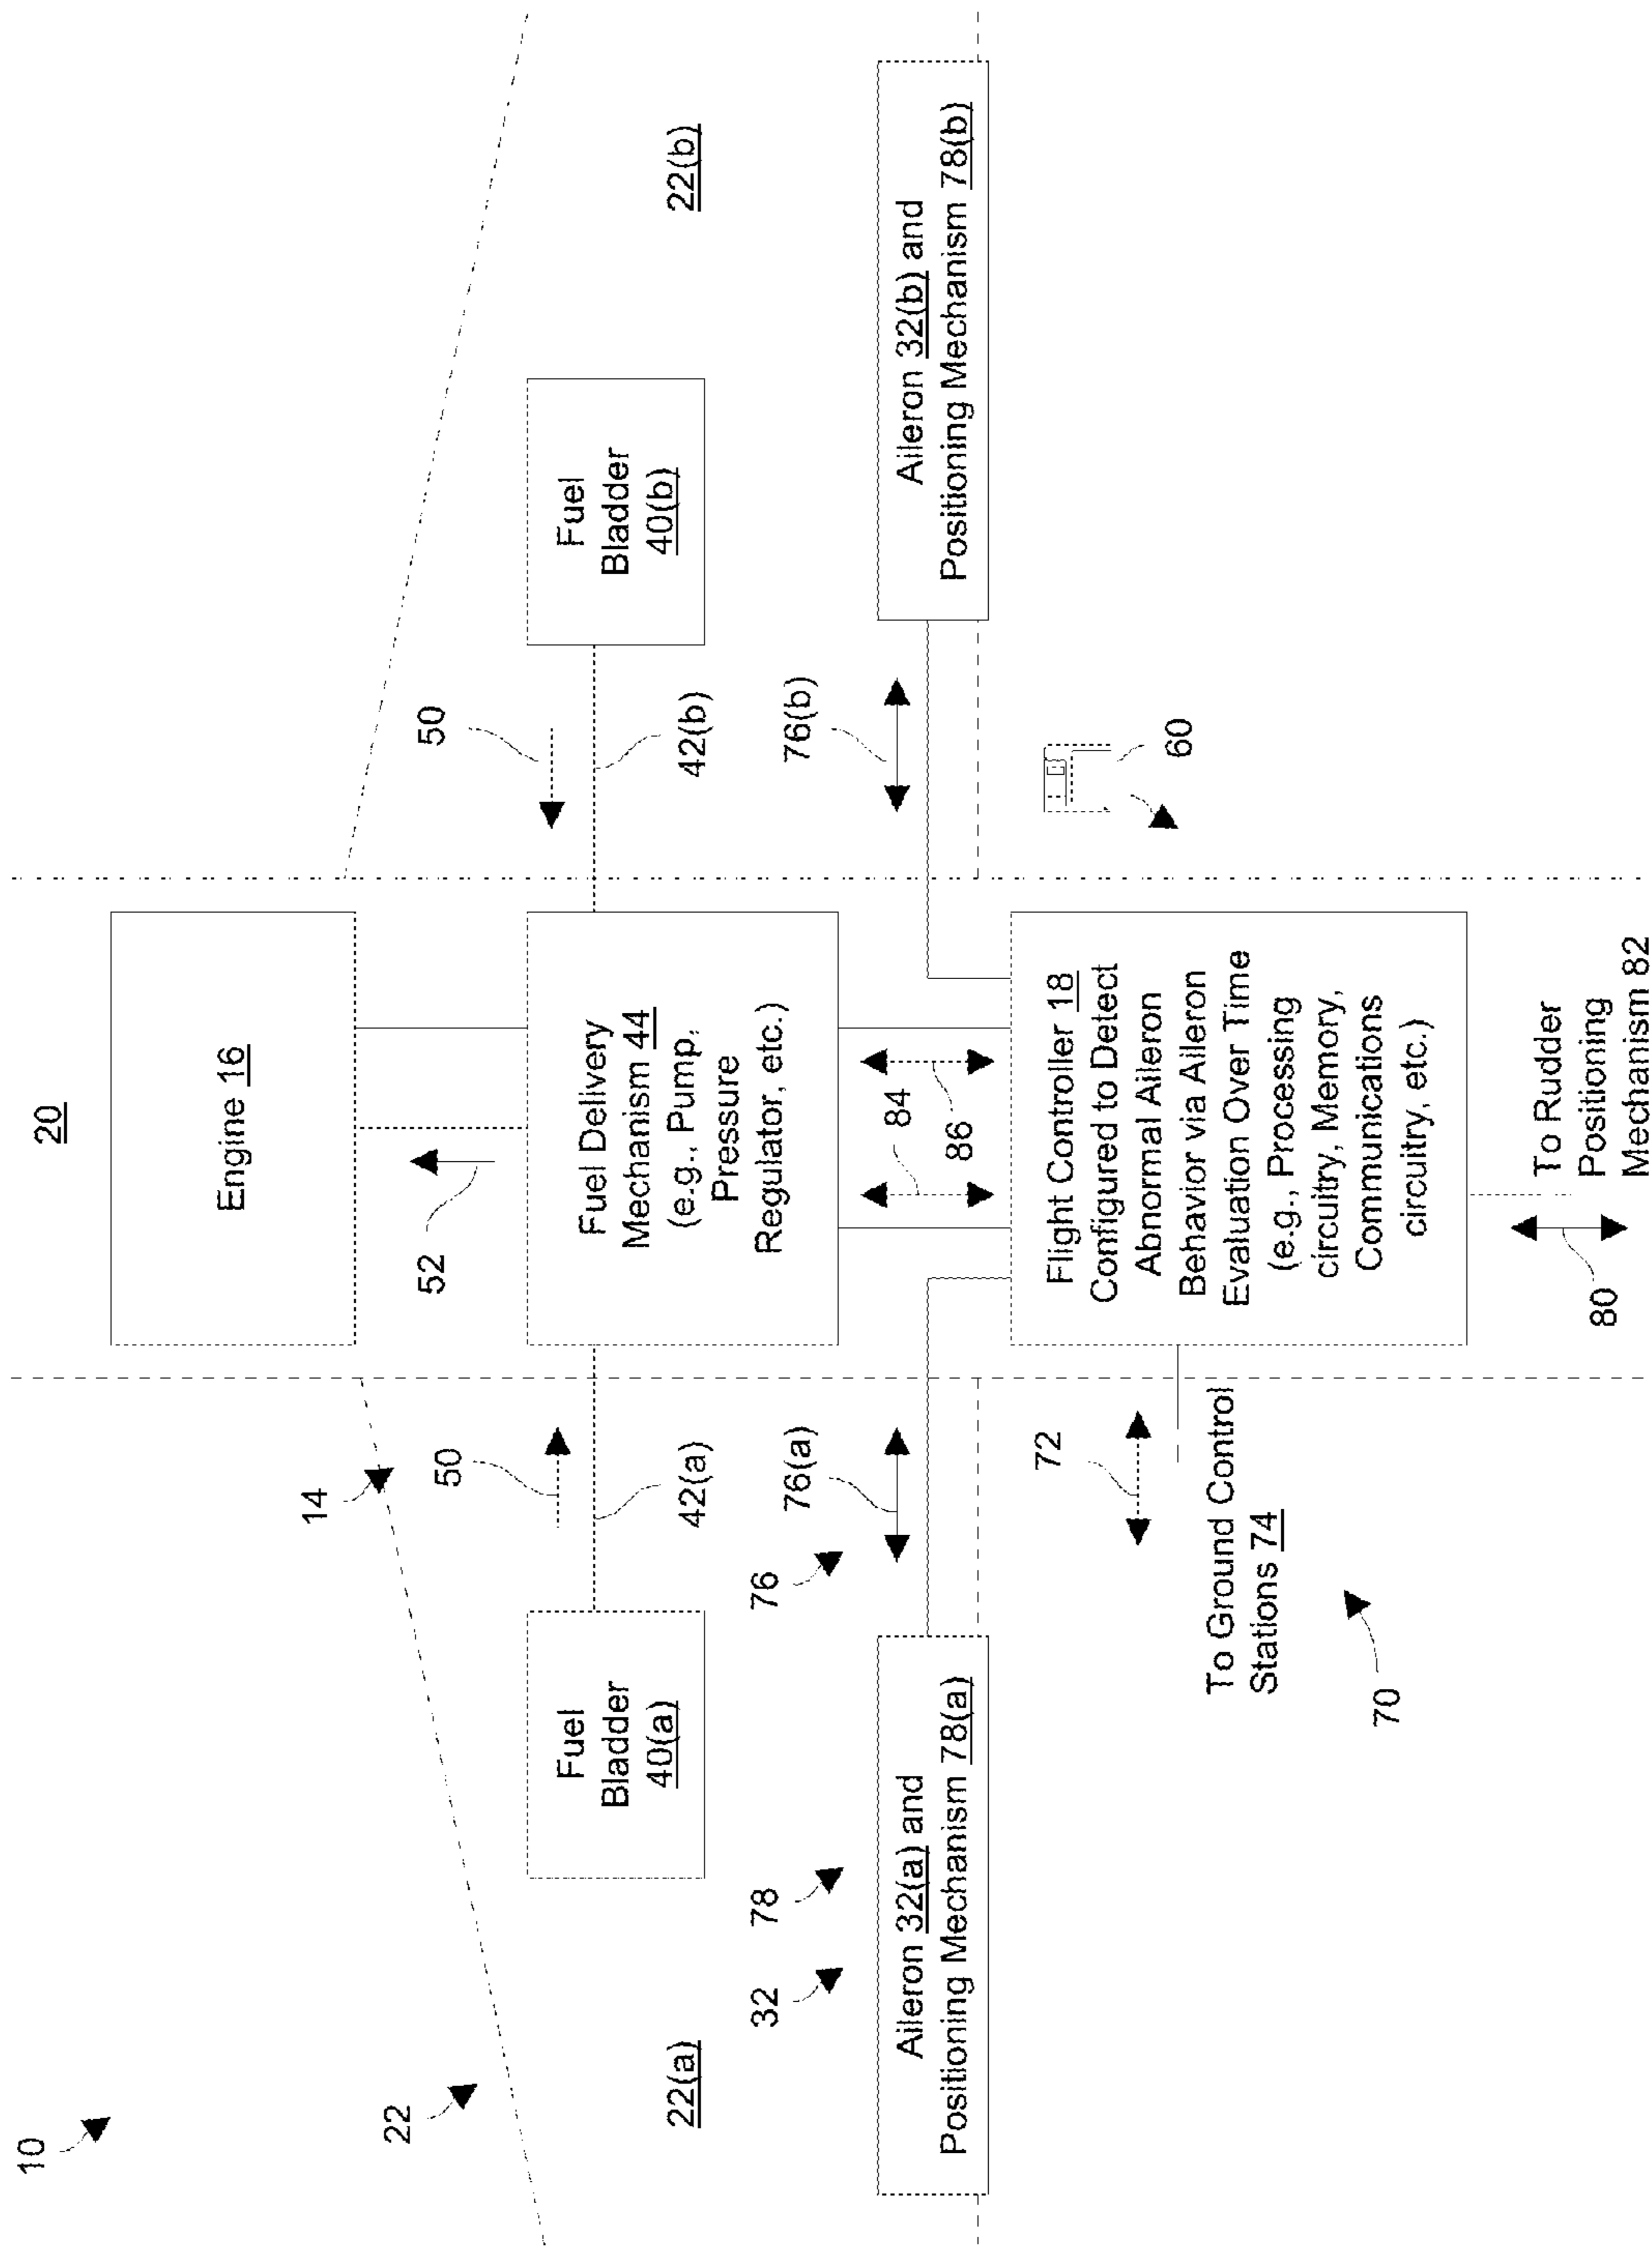 10
20
Engine 16
14
22
52
50
50
Fuel
Bladder
40(a)
Fuel Delivery
Mechanism 44
(e.g., Pump,
Pressure
Regulator, etc.)
Fuel
Bladder
40(b)
42(a)
42(b)
22(a)
22(b)
32
78
76
76(a)
84
86
76(b)
Aileron 32(a) and
Positioning Mechanism 78(a)
Aileron 32(b) and
Positioning Mechanism 78(b)
72
To Ground Control
Stations 74
70
Flight Controller 18
Configured to Detect
Abnormal Aileron
Behavior via Aileron
Evaluation Over Time
(e.g., Processing
circuitry, Memory,
Communications
circuitry, etc.)
60
80
To Rudder
Positioning
Mechanism 82